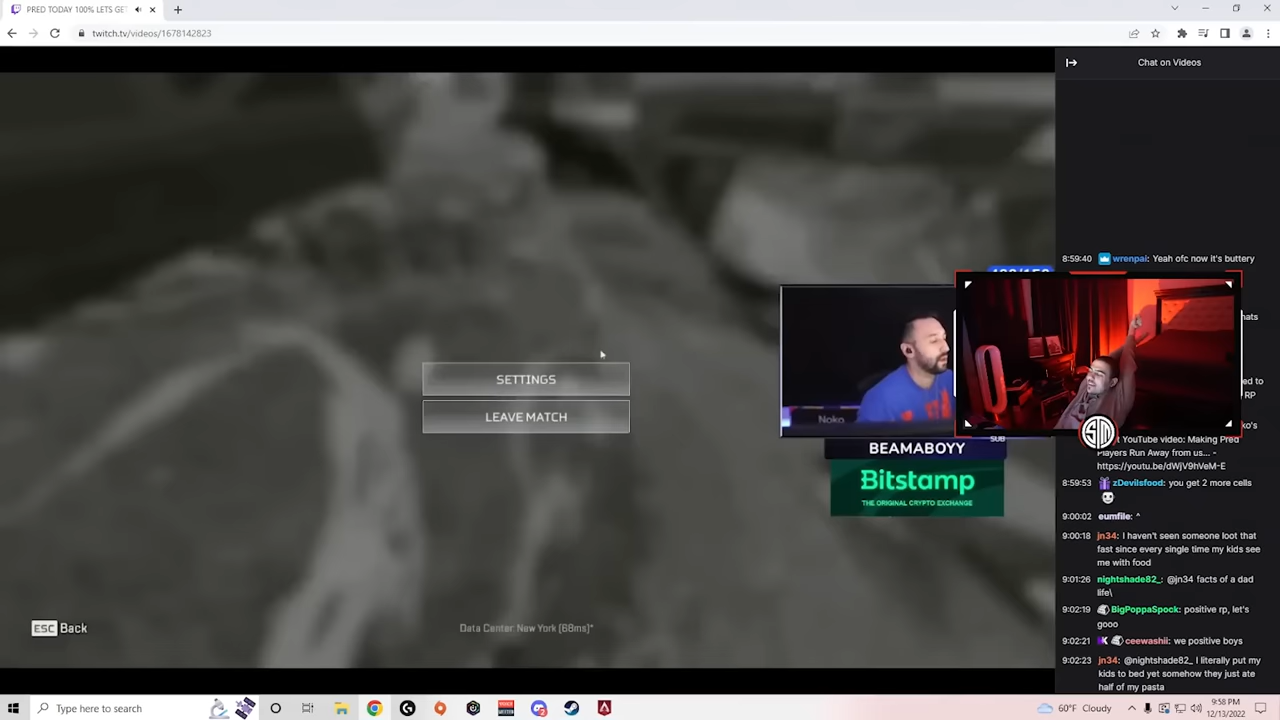 PRED TODAY 100% LETS GET
twitch.tv/videos/1678142823
Chat on Videos
8:59:40 wrenpai: Yeah ofc now it's buttery
SETTINGS
LEAVE MATCH
Noko
BEAMABOYY
SUB
Bitstamp
THE ORIGINAL CRYPTO EXCHANGE
YouTube video: Making Pred
Players Run Away from us... -
https://youtu.be/dWjV9hVeM-E
8:59:53 zDevilsfood: you get 2 more cells
9:00:02 eumfile: ^
9:00:18 jn34: I haven't seen someone loot that
fast since every single time my kids see
me with food
9:01:26 nightshade82_: @jn34 facts of a dad
life\
9:02:19 BigPoppaSpock: positive rp, let's
gooo
9:02:21 ceewashii: we positive boys
9:02:23 jn34: @nightshade82_ I literally put my
kids to bed yet somehow they just ate
half of my pasta
ESC Back
Data Center: New York (68ms)*
Type here to search
60°F Cloudy
9:58 PM
12/13/2022